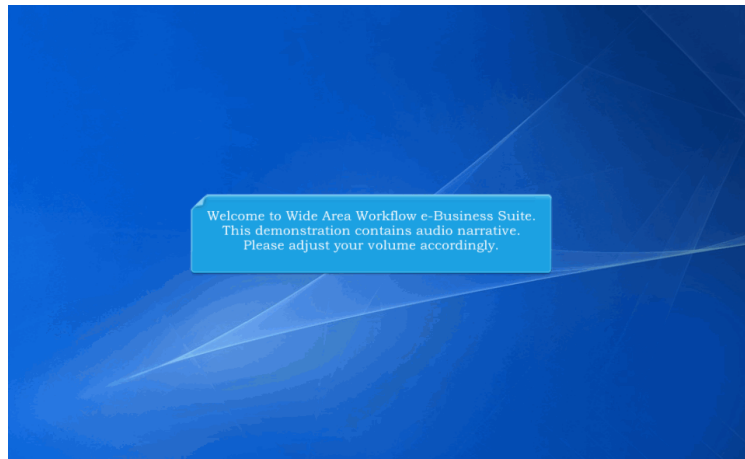 Welcome to Wide Area Workflow e-Business Suite.
This demonstration contains audio narrative.
Please adjust your volume accordingly.